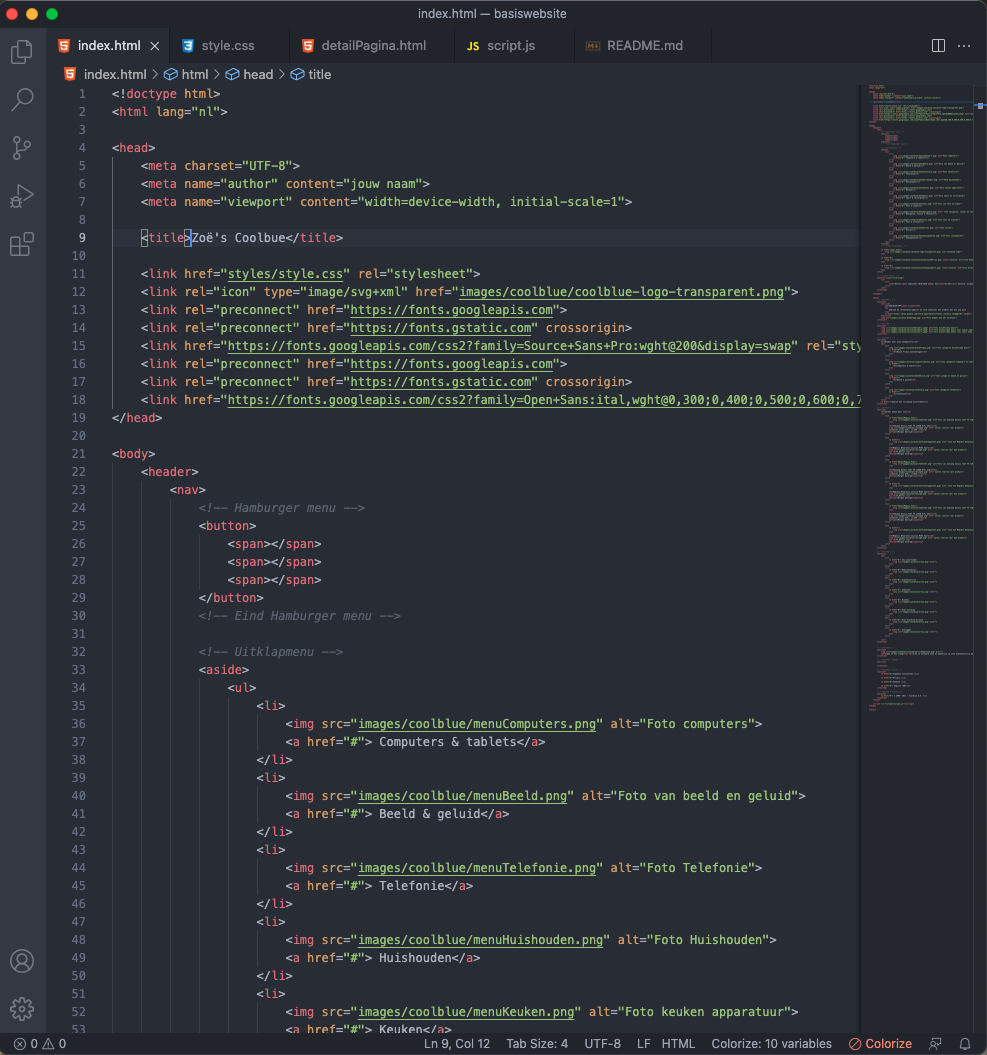 index.html — basiswebsite
index.html style.css detailPagina.html JS script.js README.md
index.html > html > head > title
1 <!doctype html>
2 <html lang="nl">
3
4 <head>
5 <meta charset="UTF-8">
6 <meta name="author" content="jouw naam">
7 <meta name="viewport" content="width=device-width, initial-scale=1">
8
9 <title>Zoë's Coolbue</title>
10
11 <link href="styles/style.css" rel="stylesheet">
12 <link rel="icon" type="image/svg+xml" href="images/coolblue/coolblue-logo-transparent.png">
13 <link rel="preconnect" href="https://fonts.googleapis.com">
14 <link rel="preconnect" href="https://fonts.gstatic.com" crossorigin>
15 <link href="https://fonts.googleapis.com/css2?family=Source+Sans+Pro:wght@200&display=swap" rel="sty
16 <link rel="preconnect" href="https://fonts.googleapis.com">
17 <link rel="preconnect" href="https://fonts.gstatic.com" crossorigin>
18 <link href="https://fonts.googleapis.com/css2?family=Open+Sans:ital,wght@0,300;0,400;0,500;0,600;0,7
19 </head>
20
21 <body>
22 <header>
23 <nav>
24 <!-- Hamburger menu -->
25 <button>
26 <span></span>
27 <span></span>
28 <span></span>
29 </button>
30 <!-- Eind Hamburger menu -->
31
32 <!-- Uitklapmenu -->
33 <aside>
34 <ul>
35 <li>
36 <img src="images/coolblue/menuComputers.png" alt="Foto computers">
37 <a href="#"> Computers & tablets</a>
38 </li>
39 <li>
40 <img src="images/coolblue/menuBeeld.png" alt="Foto van beeld en geluid">
41 <a href="#"> Beeld & geluid</a>
42 </li>
43 <li>
44 <img src="images/coolblue/menuTelefonie.png" alt="Foto Telefonie">
45 <a href="#"> Telefonie</a>
46 </li>
47 <li>
48 <img src="images/coolblue/menuHuishouden.png" alt="Foto Huishouden">
49 <a href="#"> Huishouden</a>
50 </li>
51 <li>
52 <img src="images/coolblue/menuKeuken.png" alt="Foto keuken apparatuur">
53 <a href="#"> Keuken</a>
0 0 Ln 9, Col 12 Tab Size: 4 UTF-8 LF HTML Colorize: 10 variables Colorize